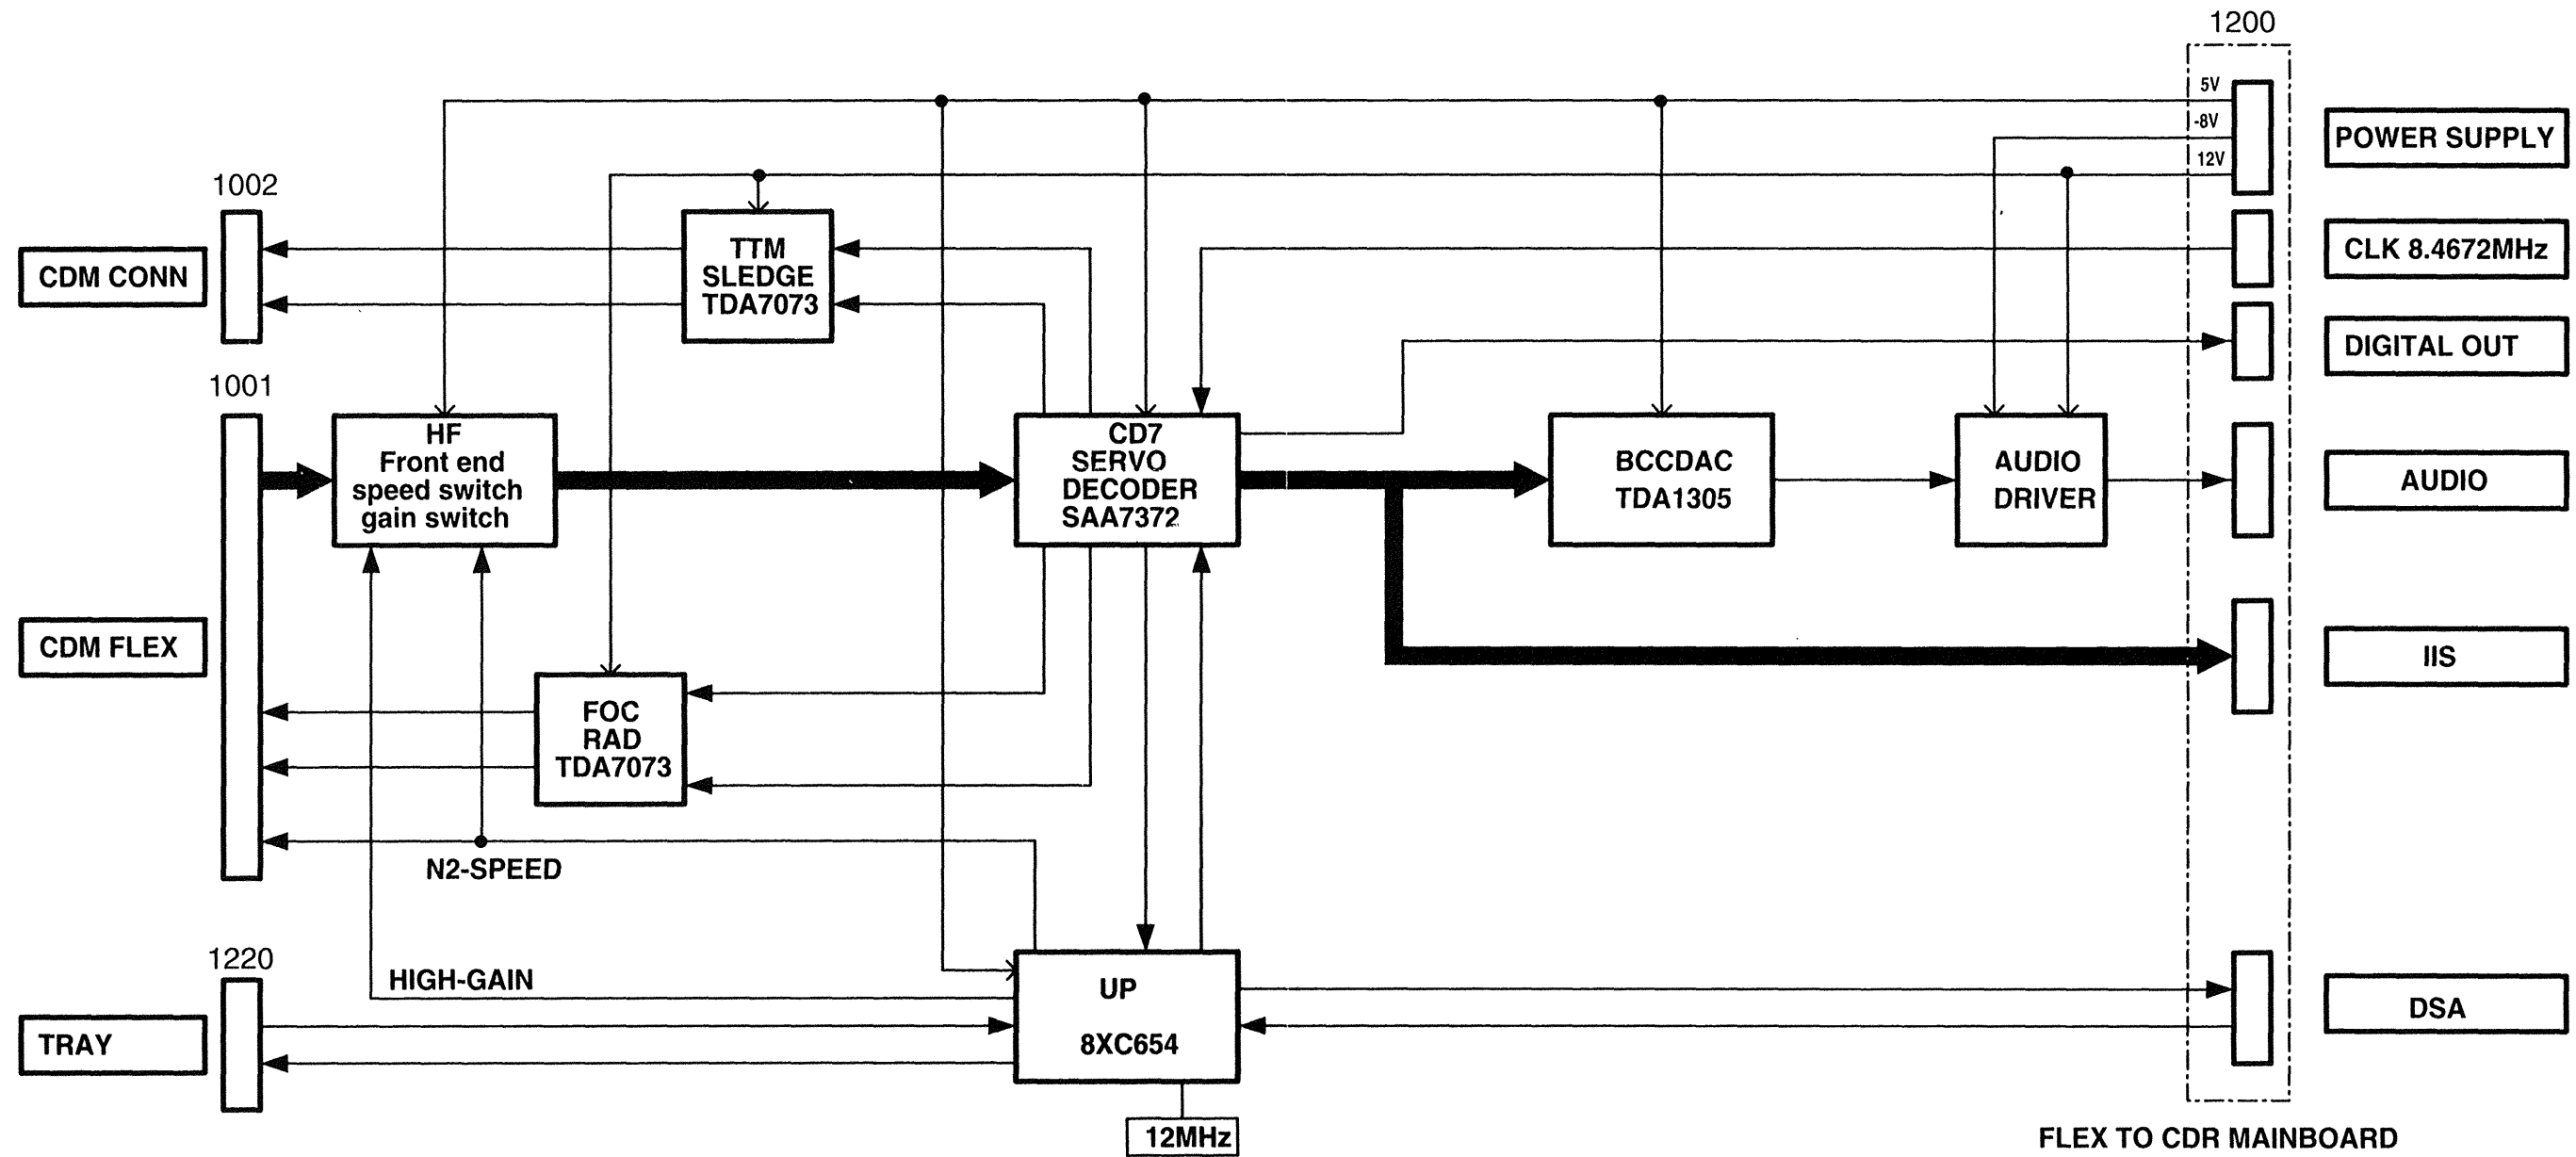 1200
5V
-8V
12V
POWER SUPPLY
1002
CDM CONN
TTM
SLEDGE
TDA7073
CLK 8.4672MHz
DIGITAL OUT
1001
HF
Front end
speed switch
gain switch
CD7
SERVO
DECODER
SAA7372
BCCDAC
TDA1305
AUDIO
DRIVER
AUDIO
CDM FLEX
IIS
FOC
RAD
TDA7073
N2-SPEED
1220
HIGH-GAIN
TRAY
UP
8XC654
DSA
12MHz
FLEX TO CDR MAINBOARD